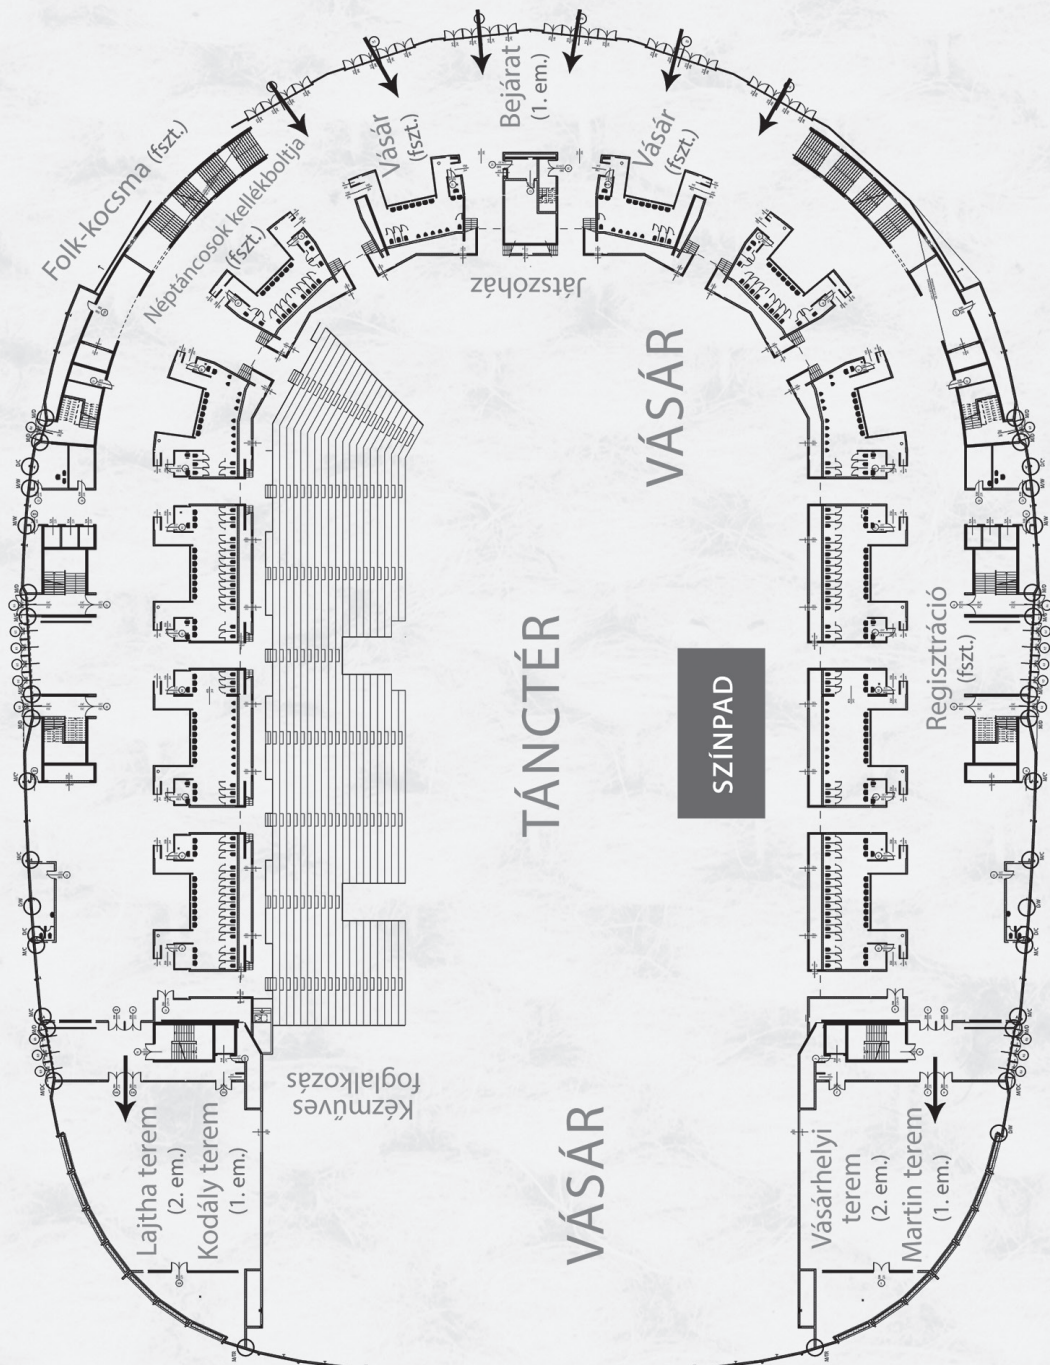 Bejárat
(1. em.)
Vásár
(fszt.)
Vásár
(fszt.)
Folk-kocsma (fszt.)
Néptáncosok kellékboltja
(fszt.)
Játszóház
VÁSÁR
TÁNCTÉR
SZÍNPAD
Regisztráció
(fszt.)
Kézműves
foglalkozás
VÁSÁR
Lajtha terem
(2. em.)
Kodály terem
(1. em.)
Vásárhelyi
terem
(2. em.)
Martin terem
(1. em.)